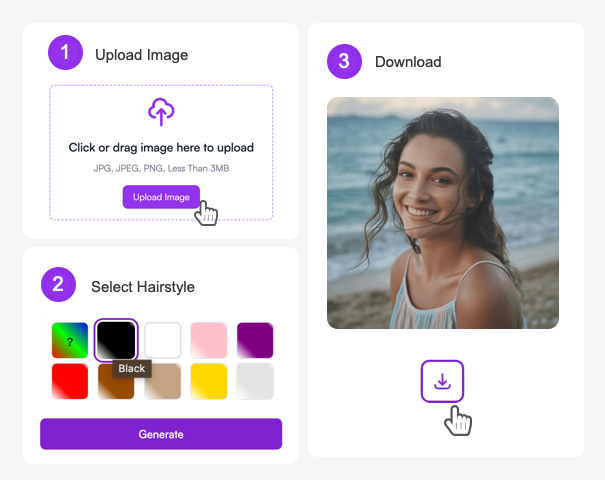 1 Upload Image
Click or drag image here to upload
JPG, JPEG, PNG, Less Than 3MB
Upload Image
2 Select Hairstyle
?
Black
Generate
3 Download